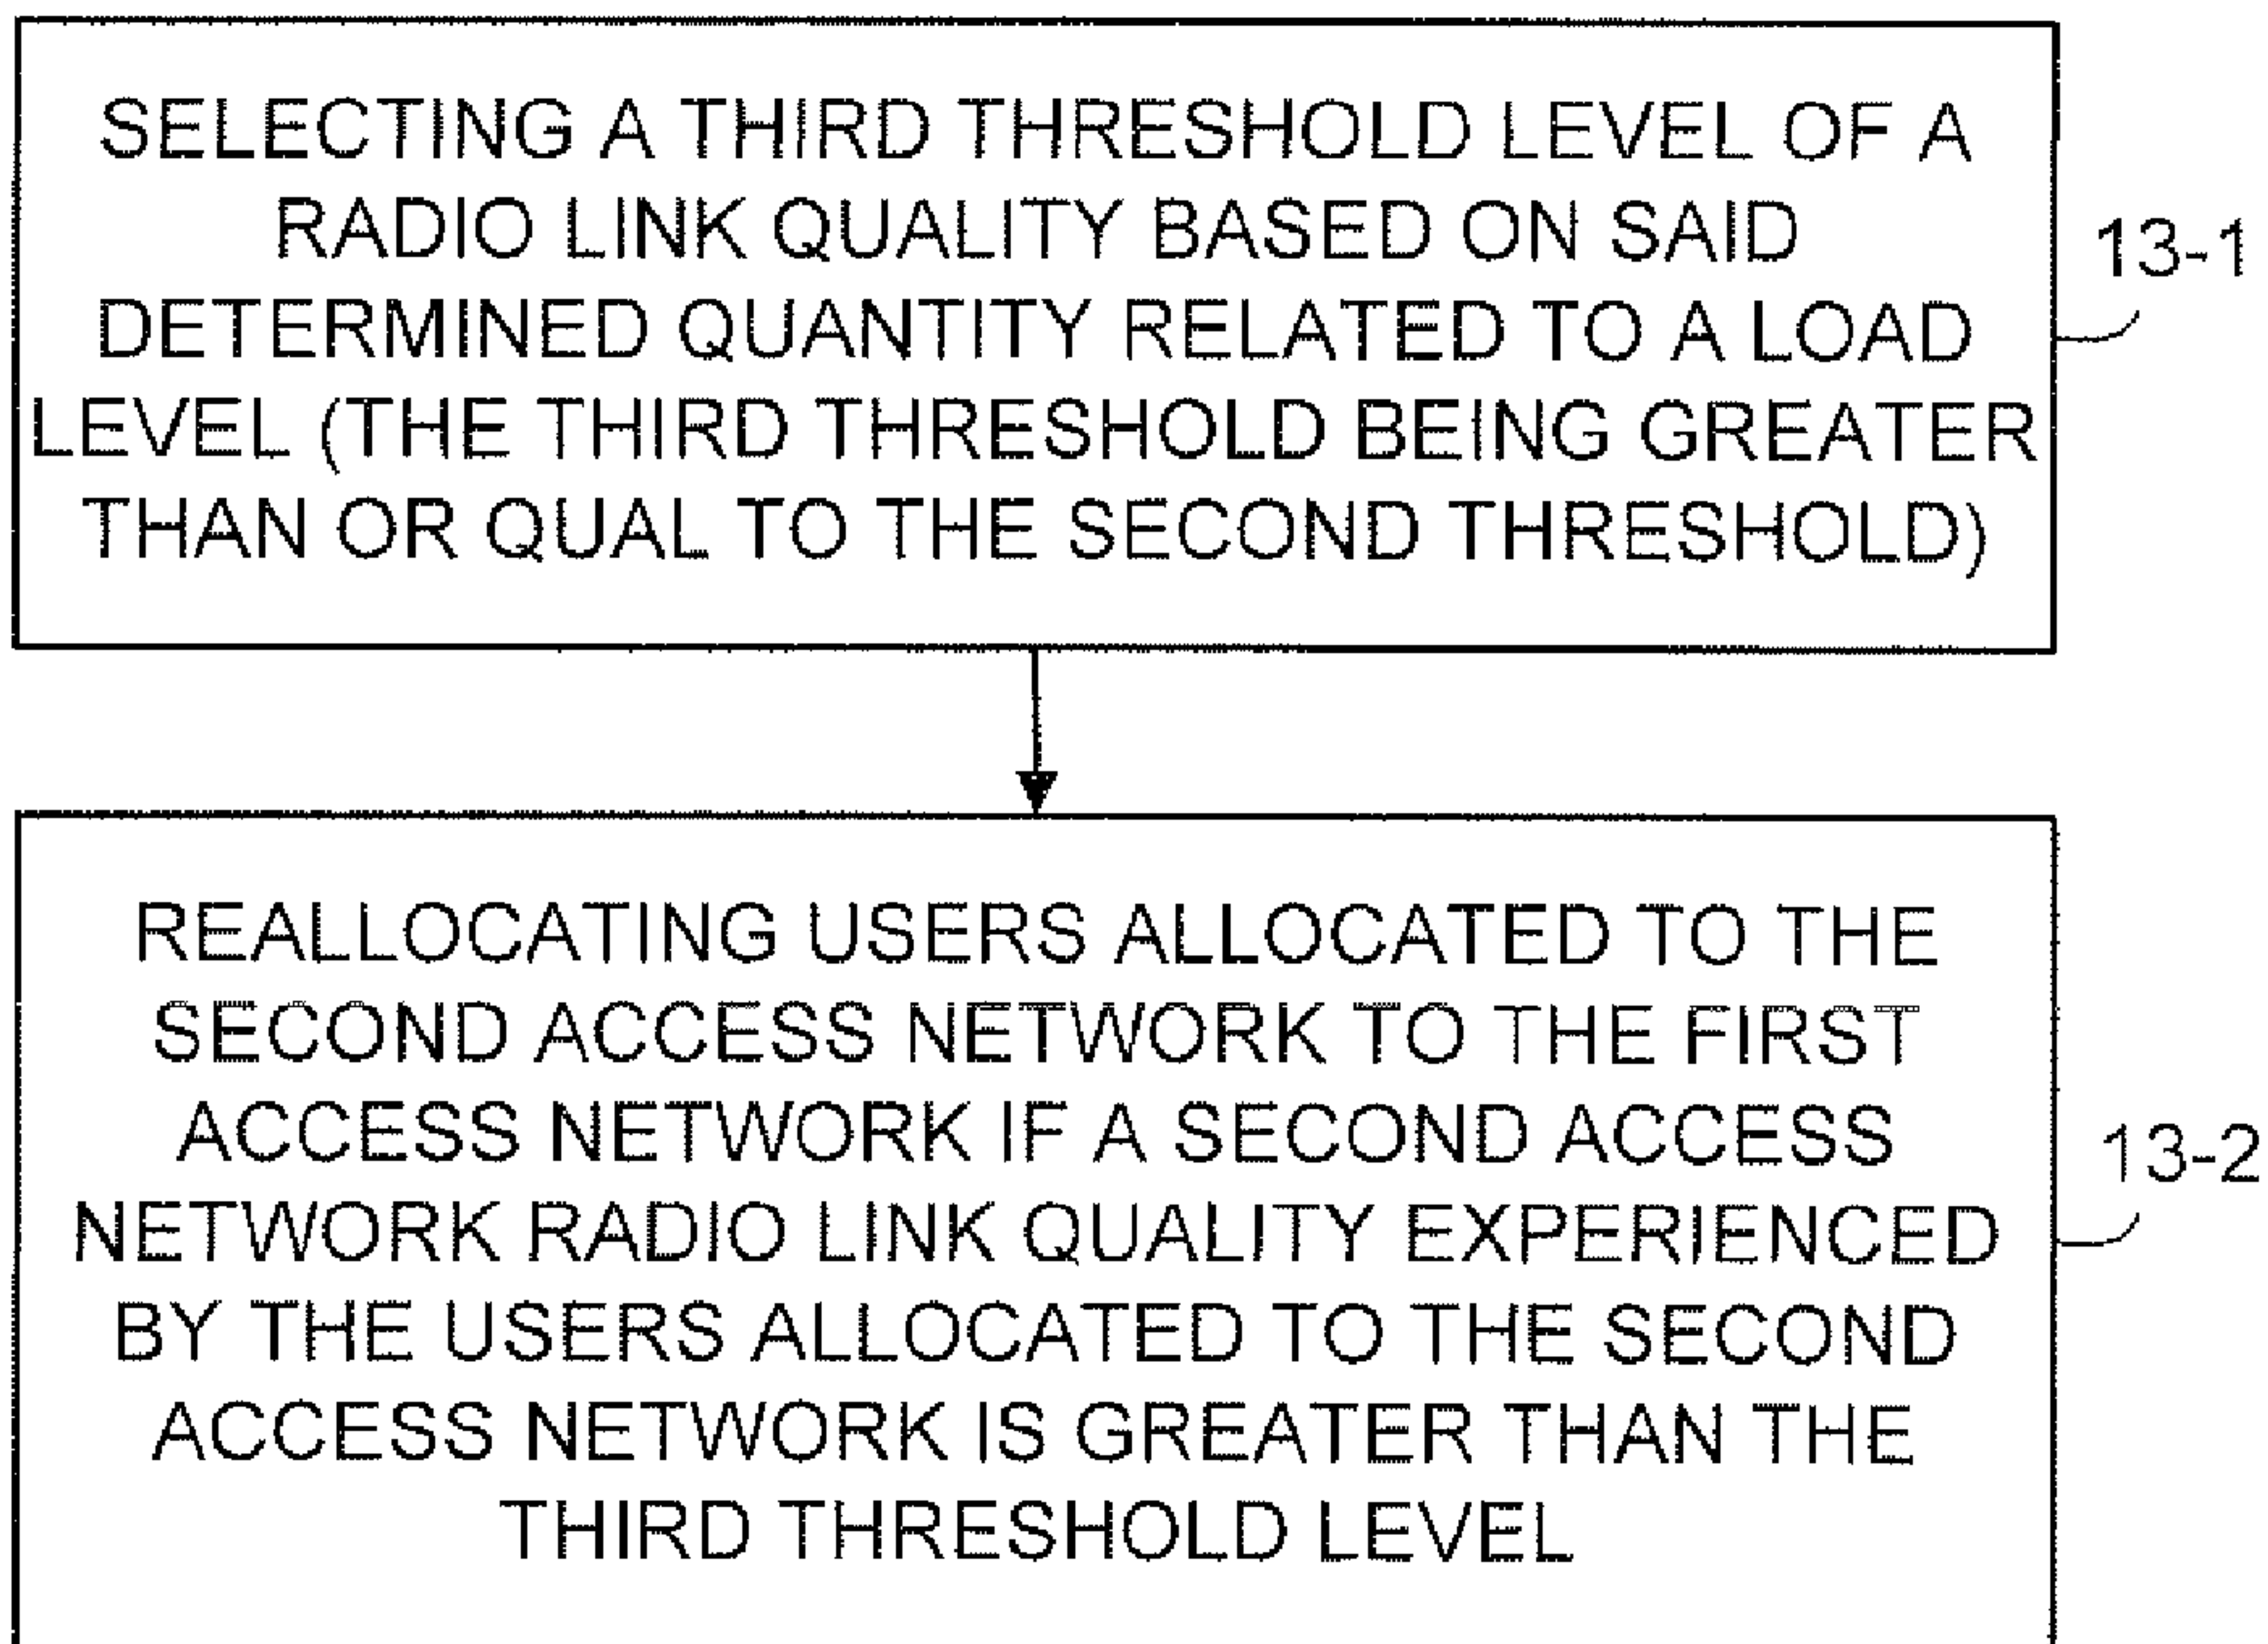 SELECTING A THIRD THRESHOLD LEVEL OF A
RADIO LINK QUALITY BASED ON SAID
DETERMINED QUANTITY RELATED TO A LOAD
LEVEL (THE THIRD THRESHOLD BEING GREATER
THAN OR QUAL TO THE SECOND THRESHOLD)
13-1
REALLOCATING USERS ALLOCATED TO THE
SECOND ACCESS NETWORK TO THE FIRST
ACCESS NETWORK IF A SECOND ACCESS
NETWORK RADIO LINK QUALITY EXPERIENCED
BY THE USERS ALLOCATED TO THE SECOND
ACCESS NETWORK IS GREATER THAN THE
THIRD THRESHOLD LEVEL
13-2